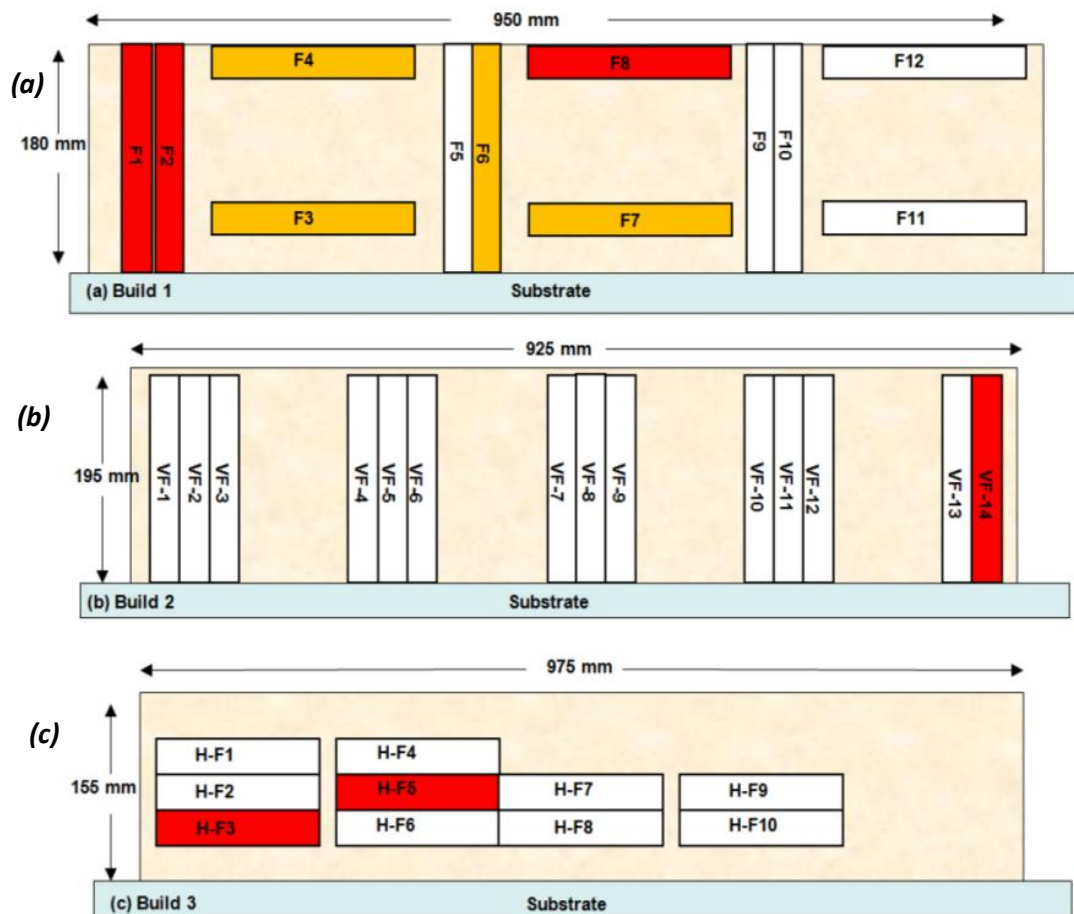 950 mm
(a)
180 mm
F1
F2
F4
F3
F5
F6
F8
F7
F9
F10
F12
F11
(a) Build 1
Substrate
925 mm
(b)
195 mm
VF-1
VF-2
VF-3
VF-4
VF-5
VF-6
VF-7
VF-8
VF-9
VF-10
VF-11
VF-12
VF-13
VF-14
(b) Build 2
Substrate
975 mm
(c)
155 mm
H-F1
H-F2
H-F3
H-F4
H-F5
H-F6
H-F7
H-F8
H-F9
H-F10
(c) Build 3
Substrate